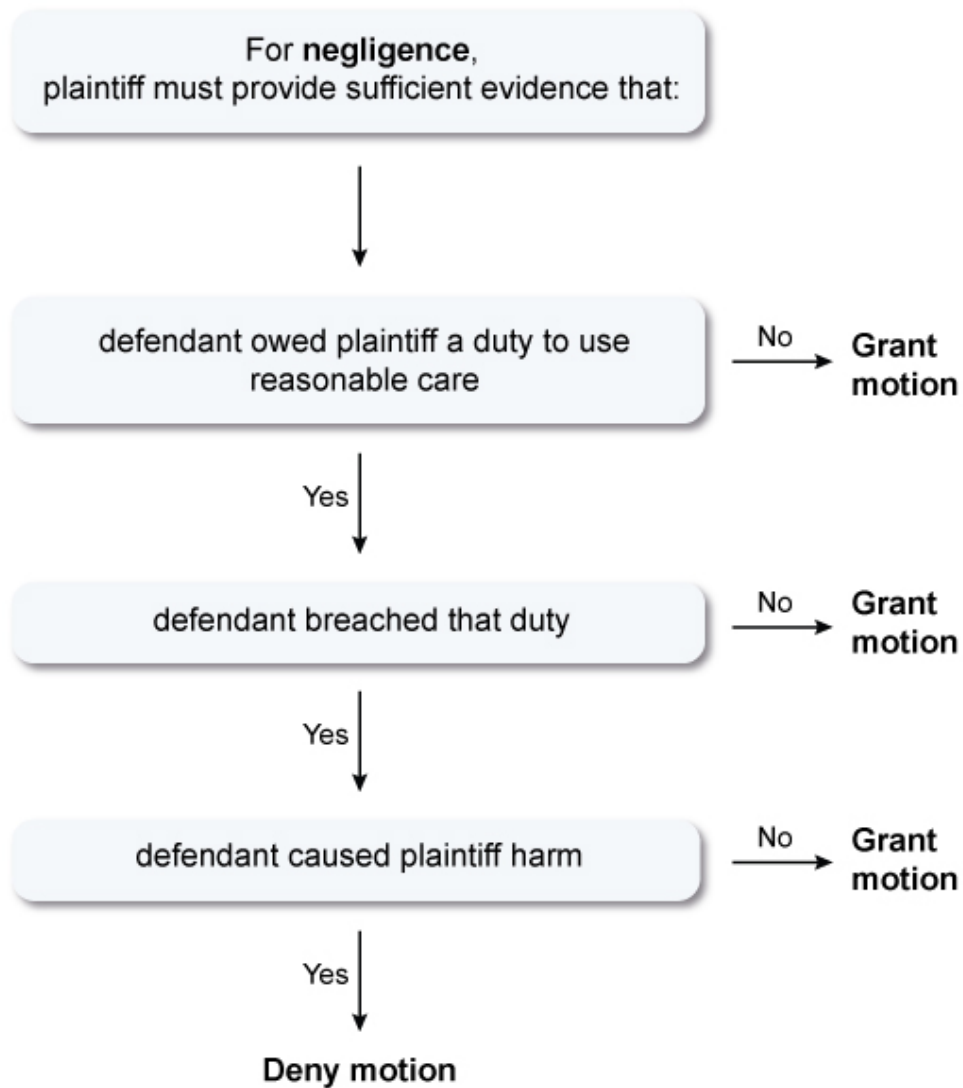 For negligence,
plaintiff must provide sufficient evidence that:
defendant owed plaintiff a duty to use
reasonable care
No
Grant
motion
Yes
defendant breached that duty
No
Grant
motion
Yes
defendant caused plaintiff harm
No
Grant
motion
Yes
Deny motion